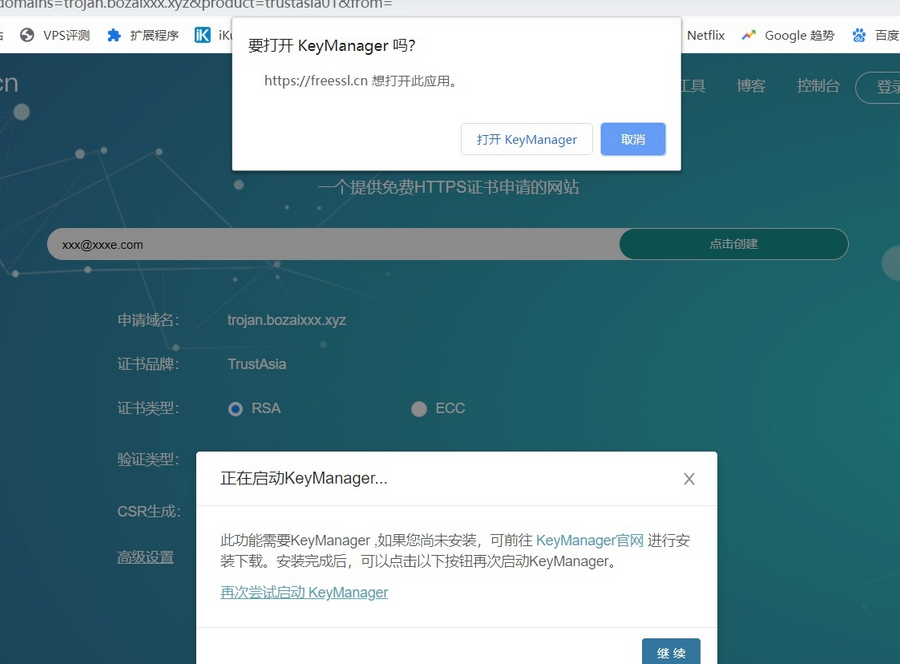 domains=trojan.bozaixxx.xyz&product=trustasia01&from=
VPS评测 扩展程序 Netflix Google 趋势 百度
要打开 KeyManager 吗?
https://freessl.cn 想打开此应用。
打开 KeyManager 取消
cn 工具 博客 控制台 登录
一个提供免费HTTPS证书申请的网站
xxx@xxxe.com 点击创建
申请域名: trojan.bozaixxx.xyz
证书品牌: TrustAsia
证书类型: RSA ECC
验证类型:
CSR生成:
高级设置
正在启动KeyManager...
此功能需要KeyManager ,如果您尚未安装，可前往 KeyManager官网 进行安
装下载。安装完成后，可以点击以下按钮再次启动KeyManager。
再次尝试启动 KeyManager
继 续